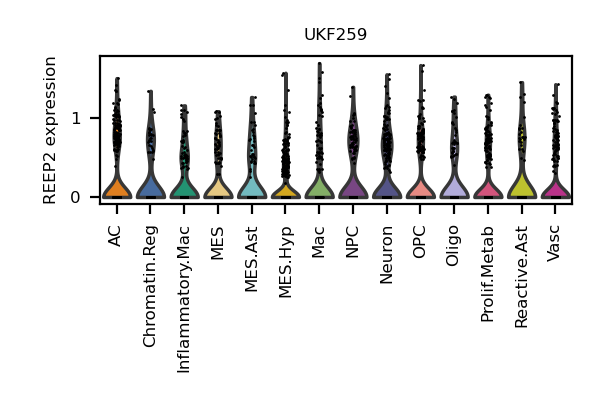 UKF259
REEP2 expression
1
0
AC
Chromatin.Reg
Inflammatory.Mac
MES
MES.Ast
MES.Hyp
Mac
NPC
Neuron
OPC
Oligo
Prolif.Metab
Reactive.Ast
Vasc